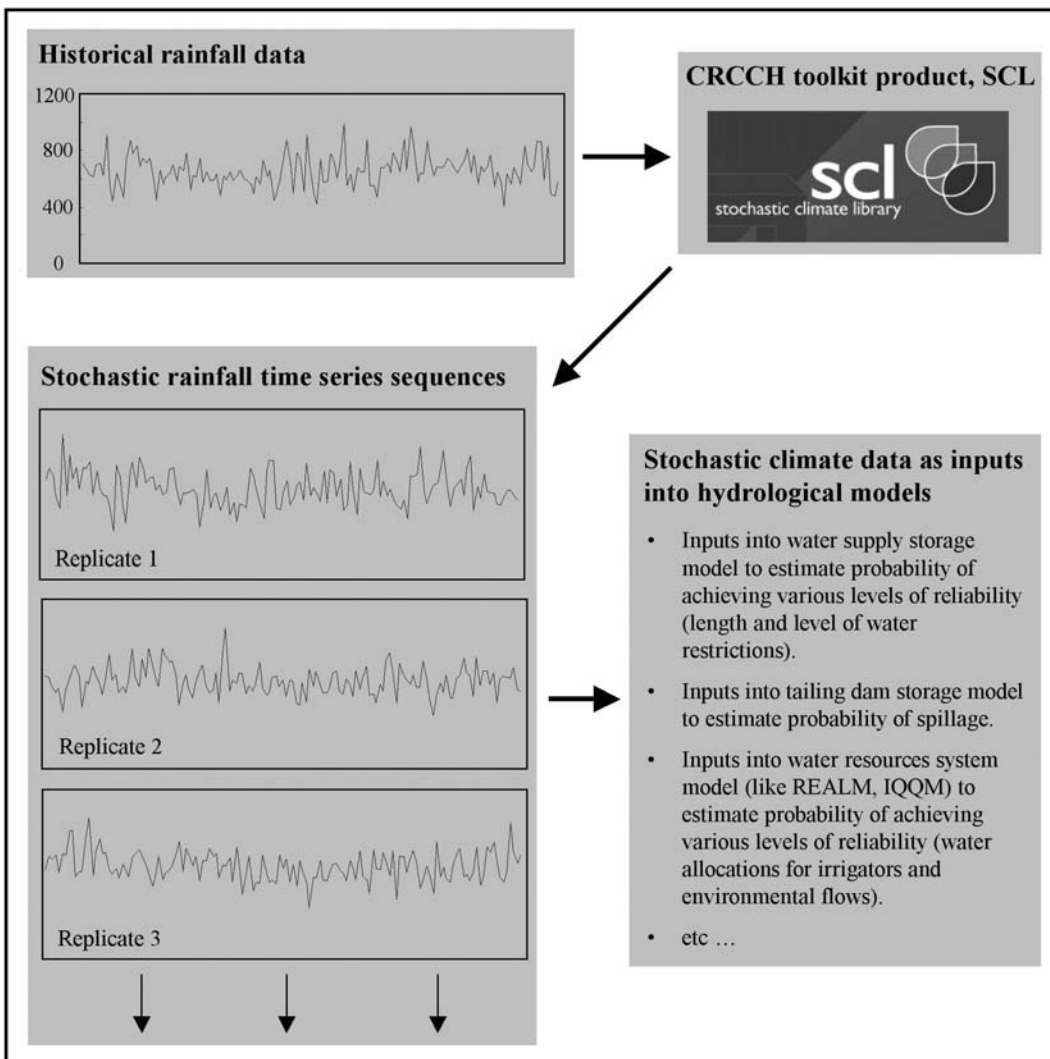 Historical rainfall data
1200
800
400
0
CRCCH toolkit product, SCL
scl
stochastic climate library
Stochastic rainfall time series sequences
Replicate 1
Replicate 2
Replicate 3
Stochastic climate data as inputs
into hydrological models
• Inputs into water supply storage
model to estimate probability of
achieving various levels of reliability
(length and level of water
restrictions).
• Inputs into tailing dam storage model
to estimate probability of spillage.
• Inputs into water resources system
model (like REALM, IQQM) to
estimate probability of achieving
various levels of reliability (water
allocations for irrigators and
environmental flows).
• etc …